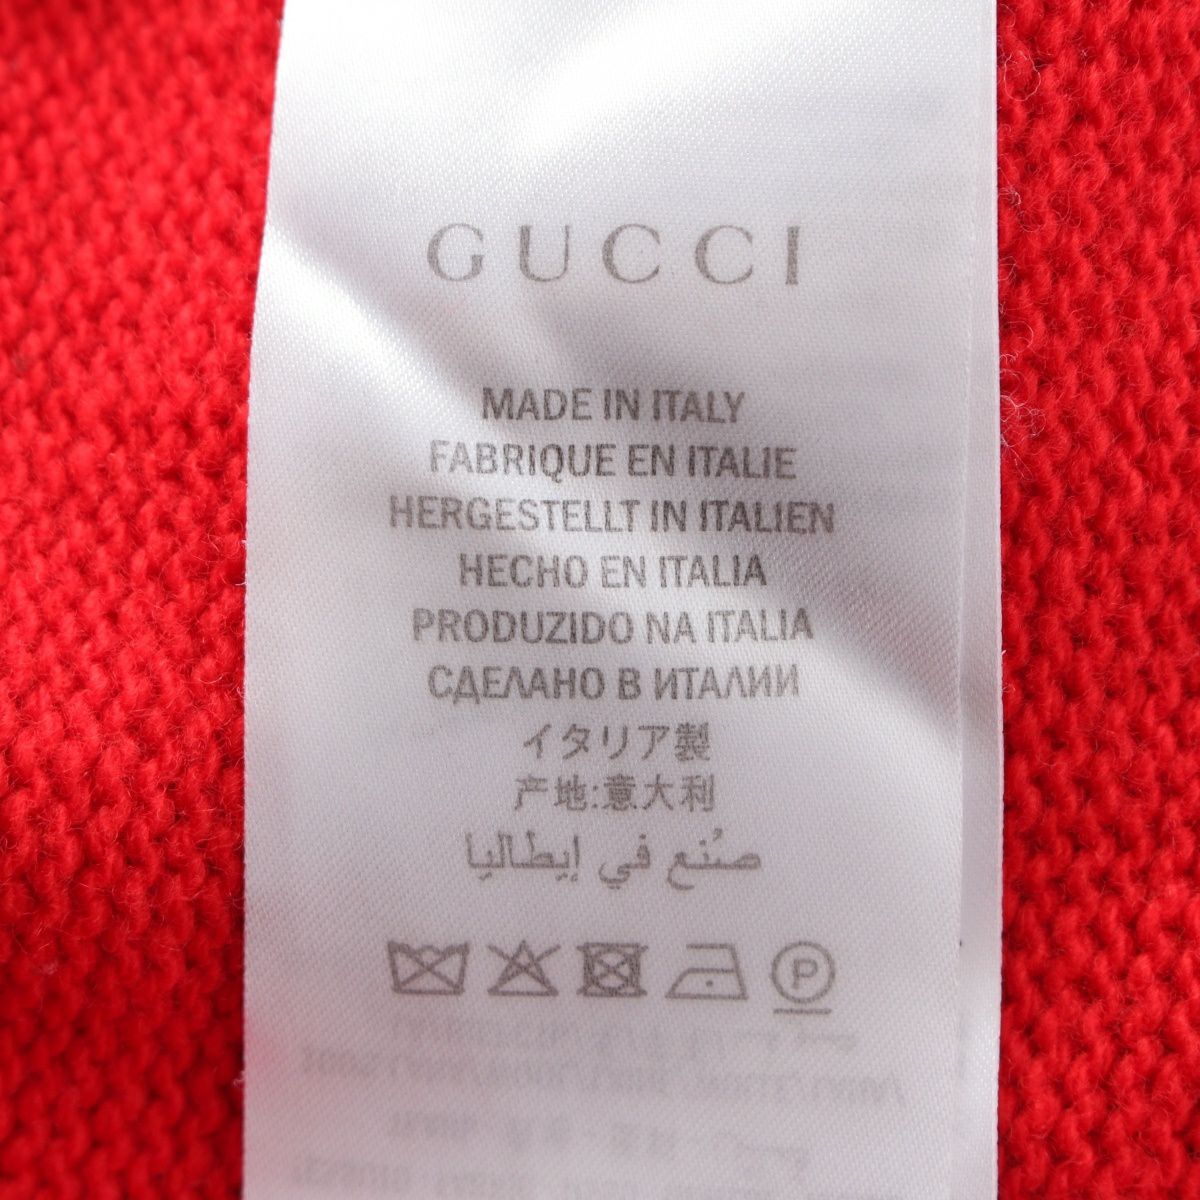 GUCCI
MADE IN ITALY
FABRIQUE EN ITALIE
HERGESTELLT IN ITALIEN
HECHO EN ITALIA
PRODUZIDO NA ITALIA
СДЕЛАНО В ИТАЛИИ
イタリア製
产地:意大利
صُنع في إيطاليا
P